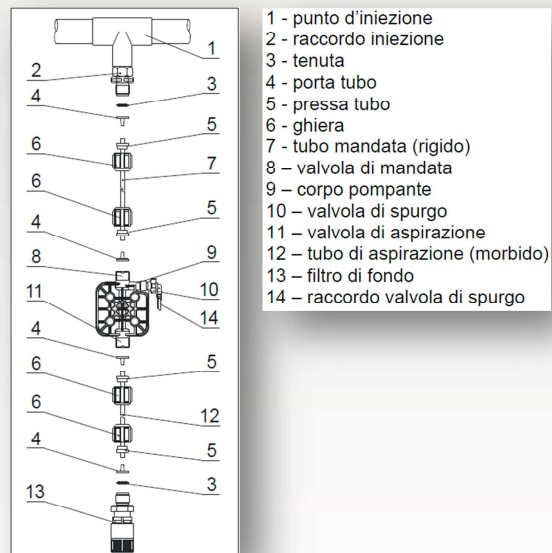 1
2
3
4
5
6
7
6
5
4
8
9
10
11
14
4
5
6
6
12
4
5
3
13
1 - punto d'iniezione
2 - raccordo iniezione
3 - tenuta
4 - porta tubo
5 - pressa tubo
6 - ghiera
7 - tubo mandata (rigido)
8 – valvola di mandata
9 – corpo pompante
10 – valvola di spurgo
11 – valvola di aspirazione
12 – tubo di aspirazione (morbido)
13 – filtro di fondo
14 – raccordo valvola di spurgo